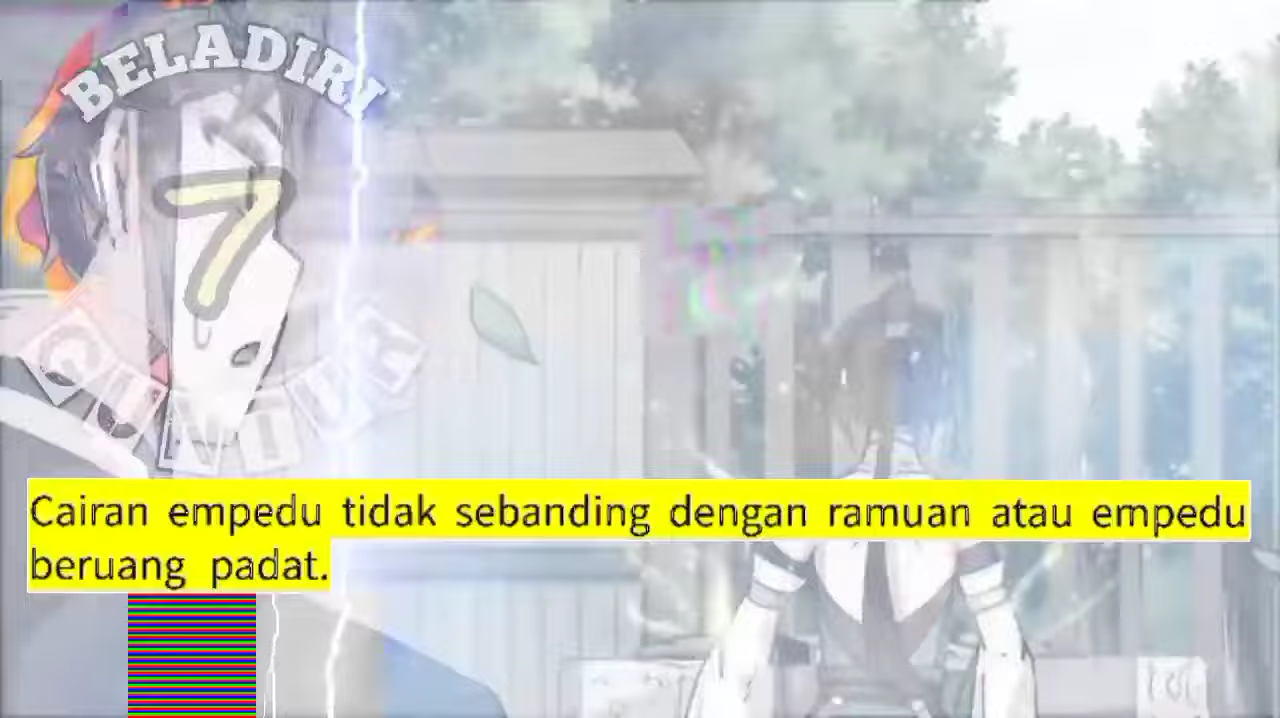 BELADIRI
7
Cairan empedu tidak sebanding dengan ramuan atau empedu
beruang padat.